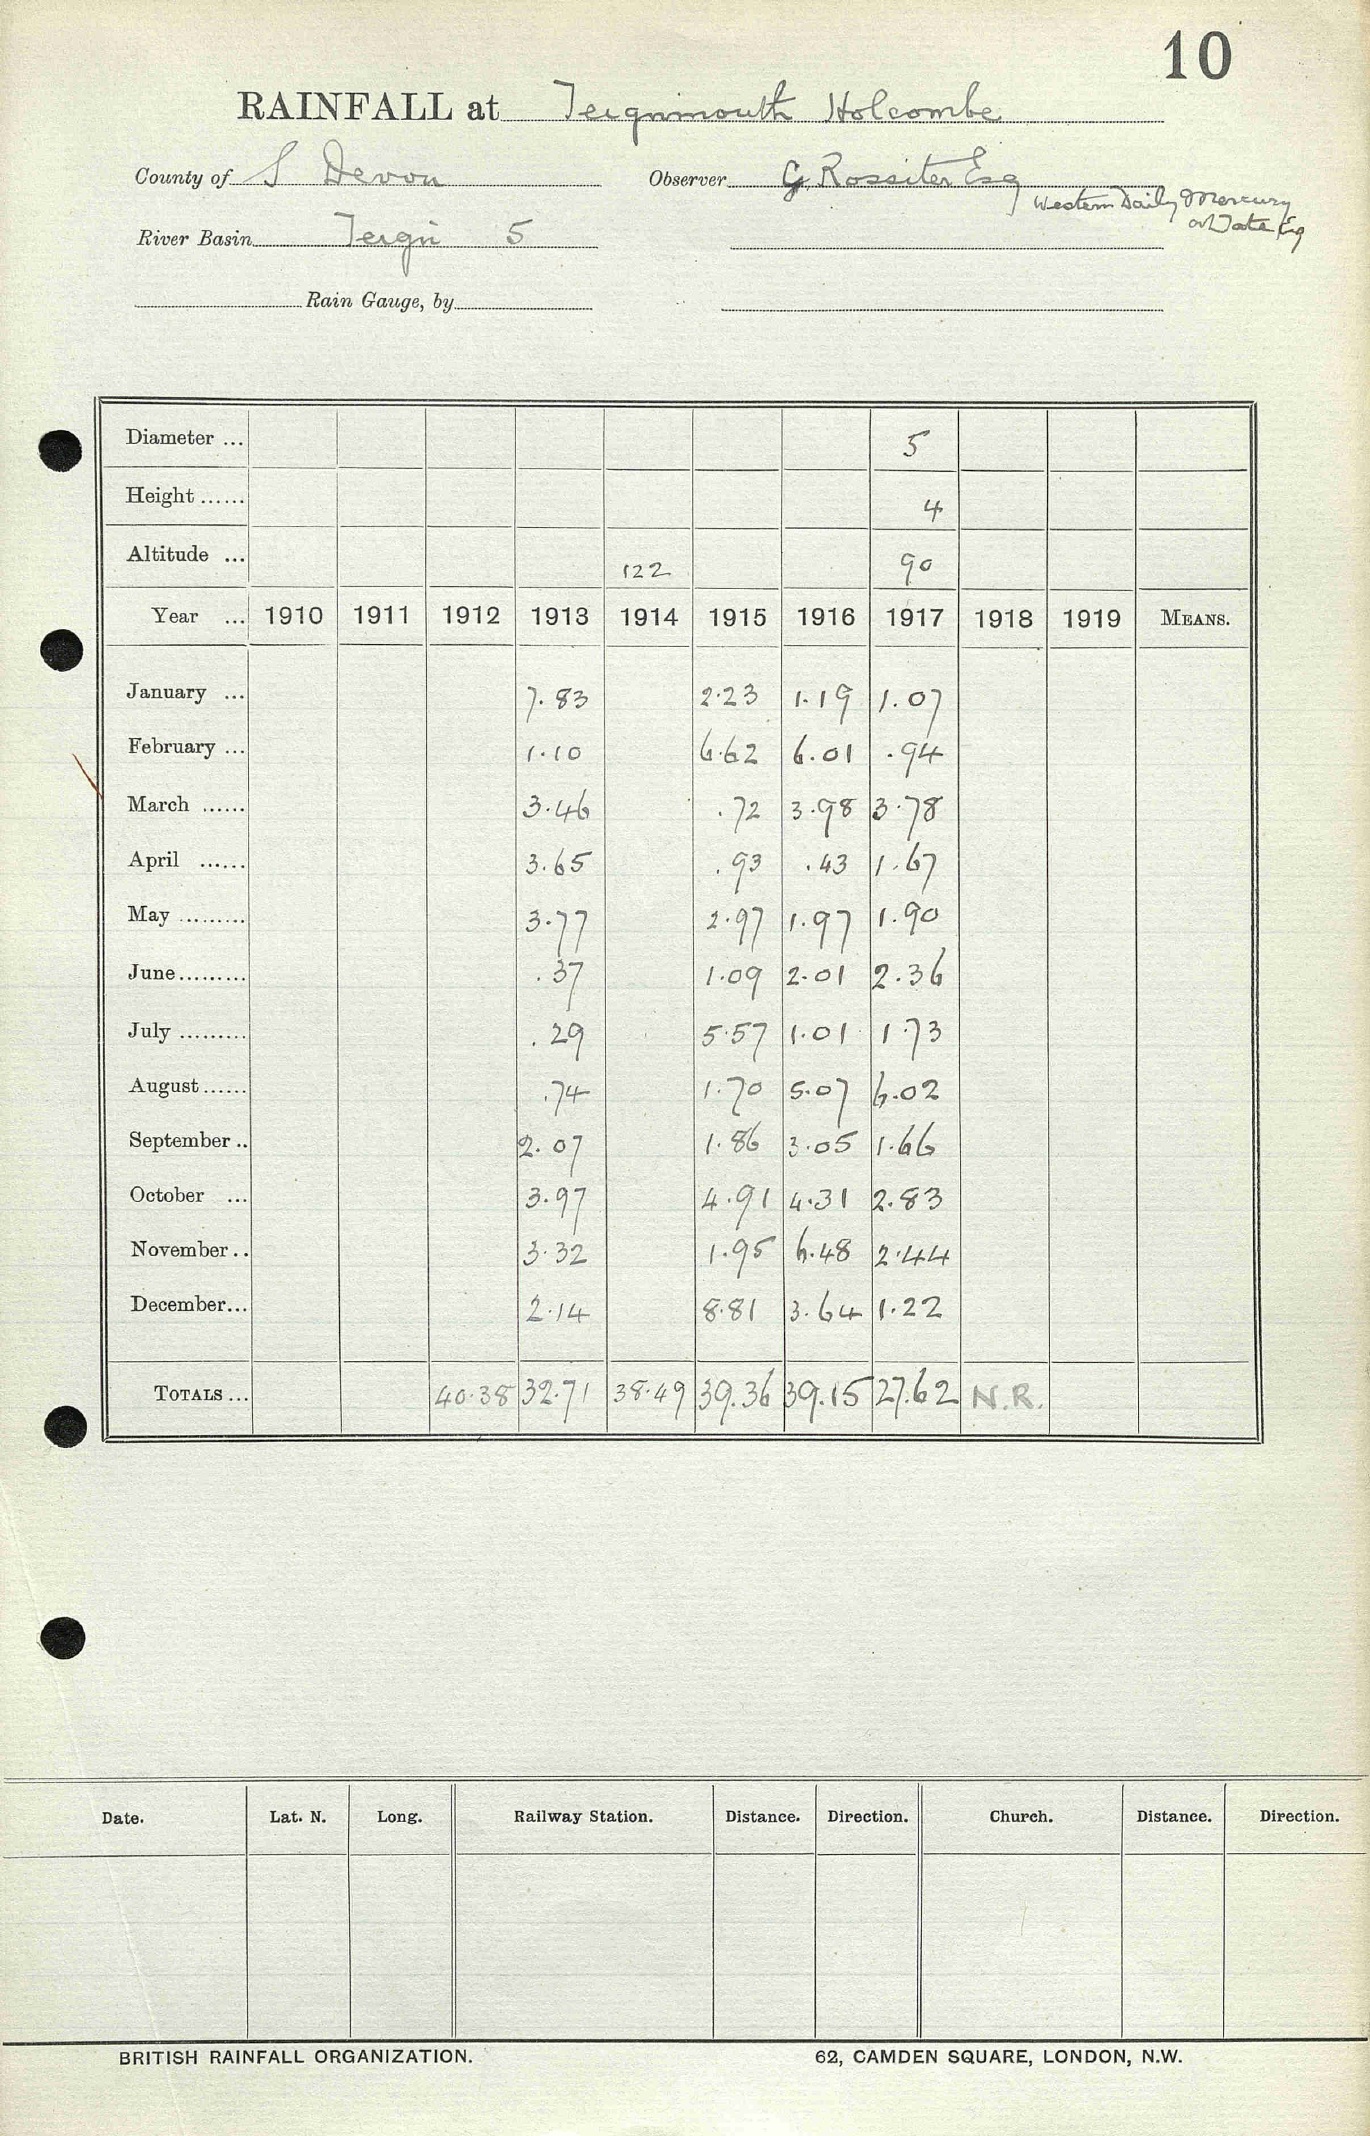 10
RAINFALL at Teignmouth Holcombe
County of S Devon Observer G. Rossiter Esq
Western Daily Mercury
River Basin Teign 5
Rain Gauge, by
Diameter ... 5
Height ...... 4
Altitude ... 122 90
Year ... 1910 1911 1912 1913 1914 1915 1916 1917 1918 1919 MEANS.
January ... 7.83 2.23 1.19 1.07
February ... 1.10 6.62 6.01 .94
March ...... 3.46 .72 3.98 3.78
April ...... 3.65 .93 .43 1.67
May ......... 3.77 2.97 1.97 1.90
June......... .37 1.09 2.01 2.36
July ......... .29 5.57 1.01 1.73
August...... .74 1.70 5.07 6.02
September .. 2.07 1.86 3.05 1.66
October ... 3.97 4.91 4.31 2.83
November .. 3.32 1.95 6.48 2.44
December... 2.14 8.81 3.64 1.22
TOTALS ... 40.38 32.71 38.49 39.36 39.15 27.62 N.R.
Date. Lat. N. Long. Railway Station. Distance. Direction. Church. Distance. Direction.
BRITISH RAINFALL ORGANIZATION. 62, CAMDEN SQUARE, LONDON, N.W.